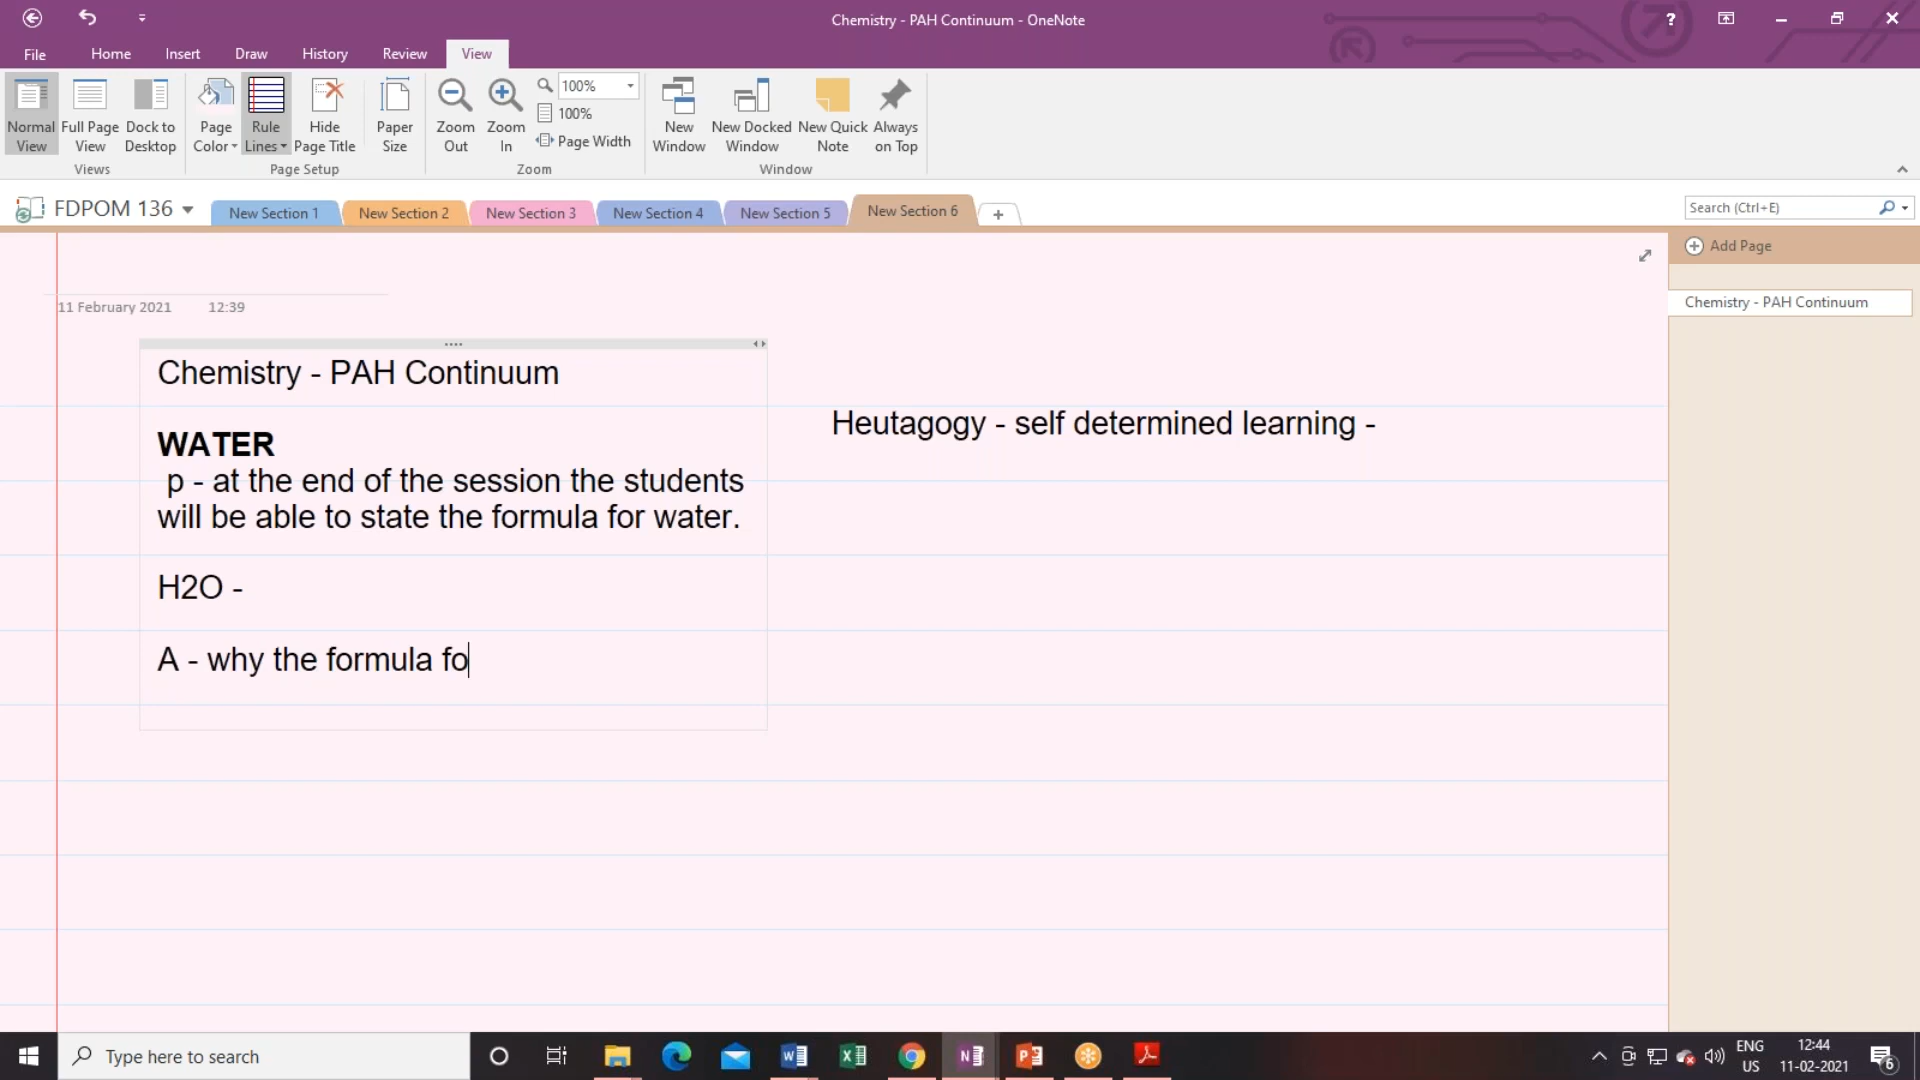 Chemistry - PAH Continuum - OneNote
?
File Home Insert Draw History Review View
Normal View
Full Page View
Dock to Desktop
Page Color
Rule Lines
Hide Page Title
Paper Size
Zoom Out
Zoom In
100%
100%
Page Width
New Window
New Docked Window
New Quick Note
Always on Top
Views
Page Setup
Zoom
Window
FDPOM 136
New Section 1
New Section 2
New Section 3
New Section 4
New Section 5
New Section 6
+
Search (Ctrl+E)
Add Page
Chemistry - PAH Continuum
11 February 2021 12:39
Chemistry - PAH Continuum
WATER
p - at the end of the session the students
will be able to state the formula for water.
H2O -
A - why the formula fo
Heutagogy - self determined learning -
Type here to search
ENG
US
12:44
11-02-2021
6